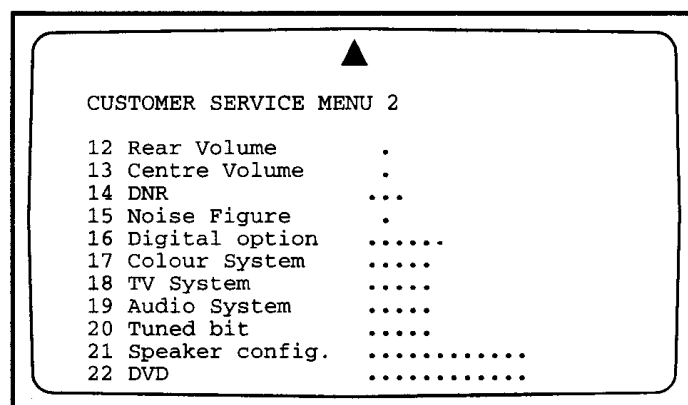 ▲
CUSTOMER SERVICE MENU 2
12 Rear Volume .
13 Centre Volume .
14 DNR ...
15 Noise Figure .
16 Digital option ......
17 Colour System .....
18 TV System .....
19 Audio System .....
20 Tuned bit .....
21 Speaker config. ............
22 DVD ............